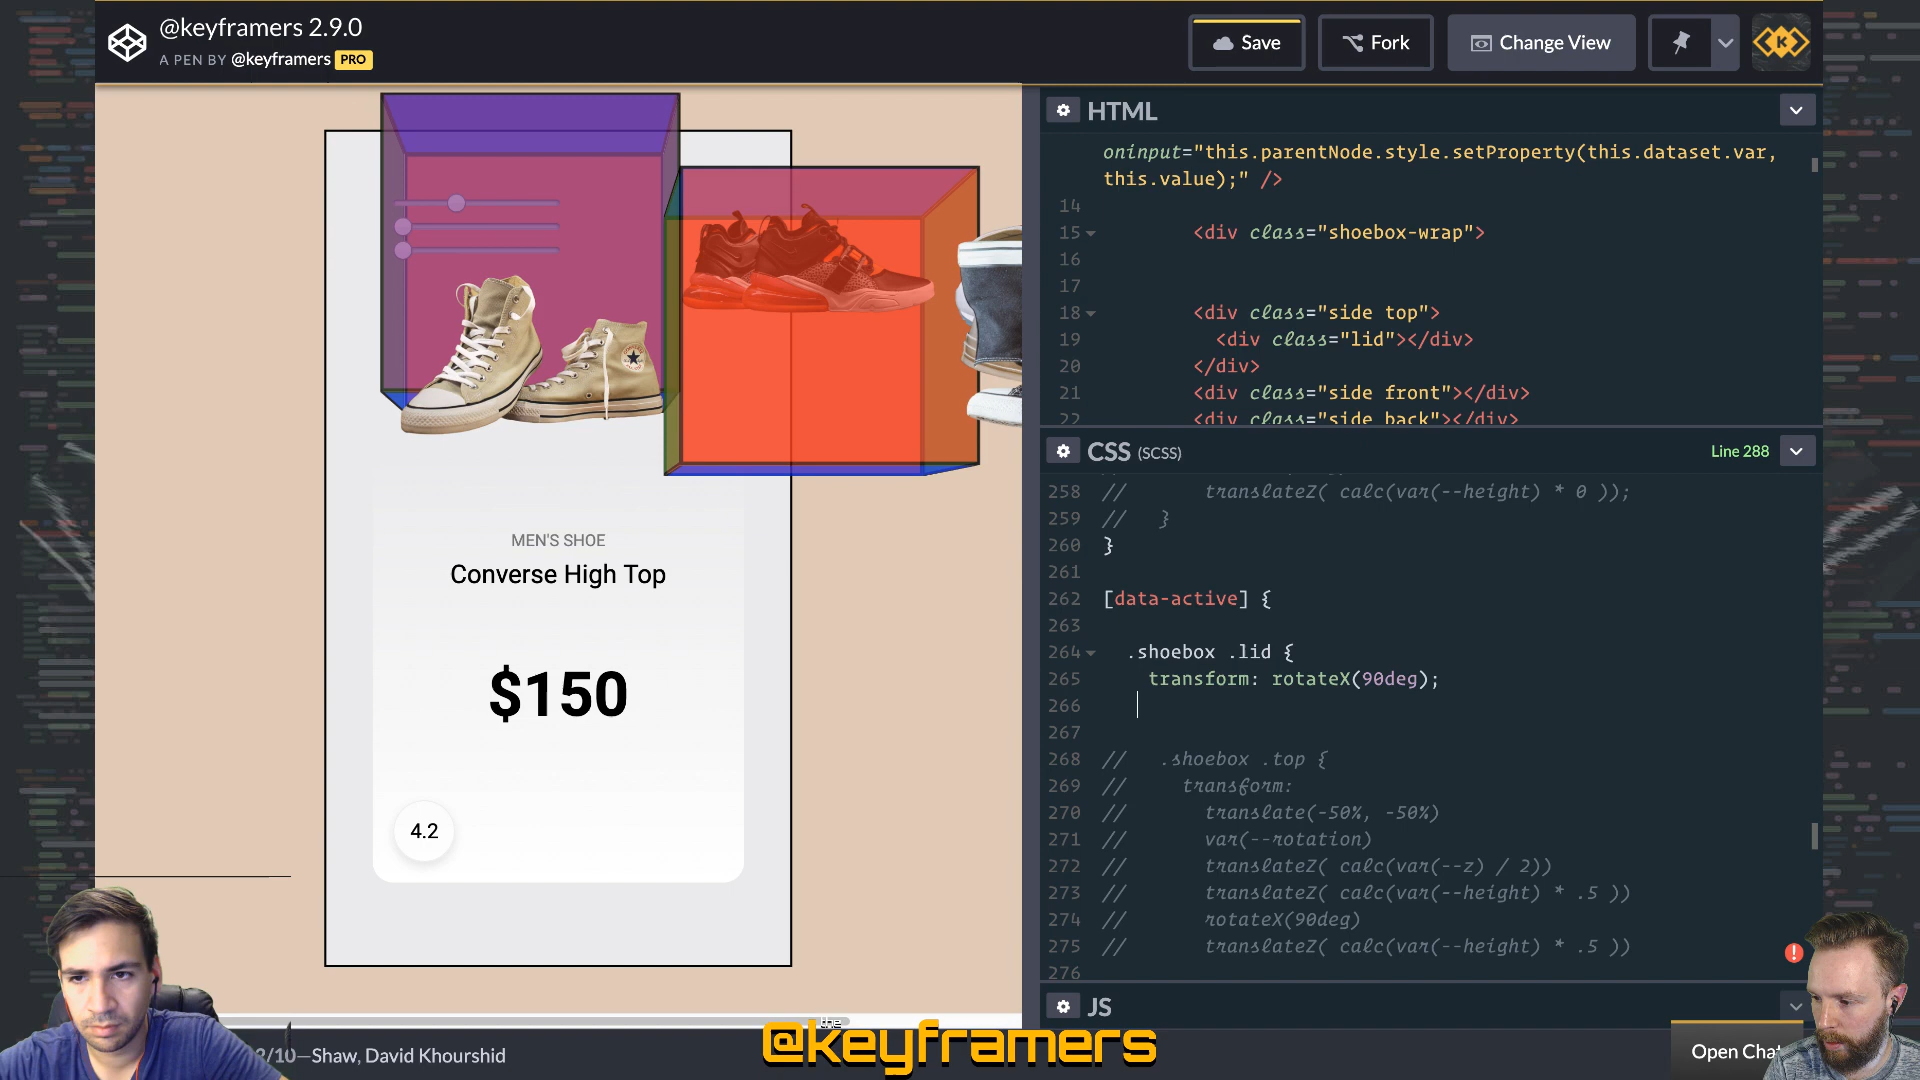 @keyframers 2.9.0
A PEN BY @keyframers PRO
Save
Fork
Change View
HTML
oninput="this.parentNode.style.setProperty(this.dataset.var,
this.value);" />
14
15 <div class="shoebox-wrap">
16
17
18 <div class="side top">
19 <div class="lid"></div>
20 </div>
21 <div class="side front"></div>
22 <div class="side back"></div>
CSS (SCSS)
Line 288
258 // translateZ( calc(var(--height) * 0 ));
259 // }
260 }
261
262 [data-active] {
263
264 .shoebox .lid {
265 transform: rotateX(90deg);
266
267
268 // .shoebox .top {
269 // transform:
270 // translate(-50%, -50%)
271 // var(--rotation)
272 // translateZ( calc(var(--z) / 2))
273 // translateZ( calc(var(--height) * .5 ))
274 // rotateX(90deg)
275 // translateZ( calc(var(--height) * .5 ))
276
JS
MEN'S SHOE
Converse High Top
$150
4.2
/10—Shaw, David Khourshid
the
@keyframers
Open Chat